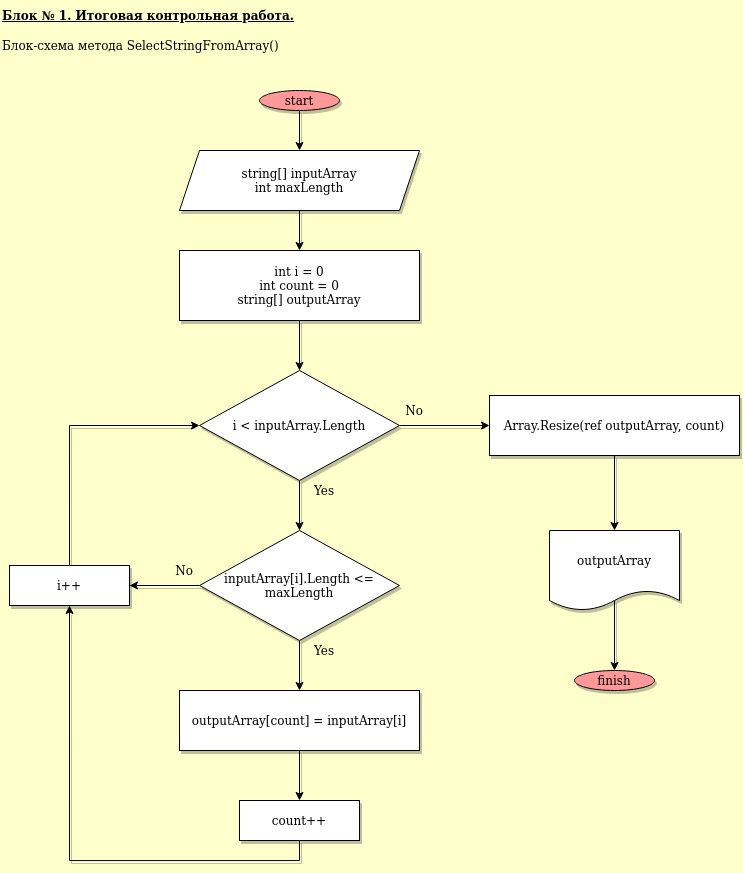 Блок № 1. Итоговая контрольная работа.
Блок-схема метода SelectStringFromArray()
start
string[] inputArray
int maxLength
int i = 0
int count = 0
string[] outputArray
i < inputArray.Length
No
Array.Resize(ref outputArray, count)
Yes
inputArray[i].Length <=
maxLength
No
i++
outputArray
Yes
finish
outputArray[count] = inputArray[i]
count++